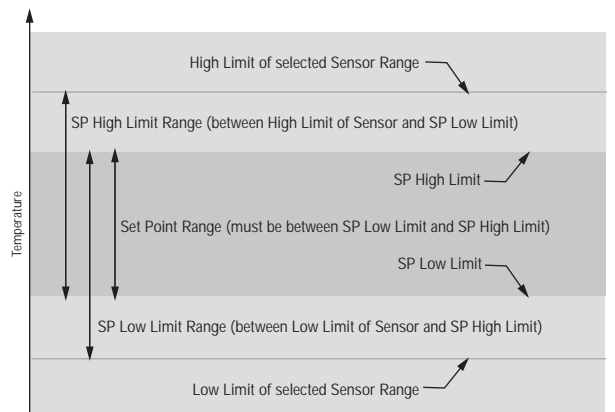 High Limit of selected Sensor Range
SP High Limit Range (between High Limit of Sensor and SP Low Limit)
SP High Limit
Temperature
Set Point Range (must be between SP Low Limit and SP High Limit)
SP Low Limit
SP Low Limit Range (between Low Limit of Sensor and SP High Limit)
Low Limit of selected Sensor Range